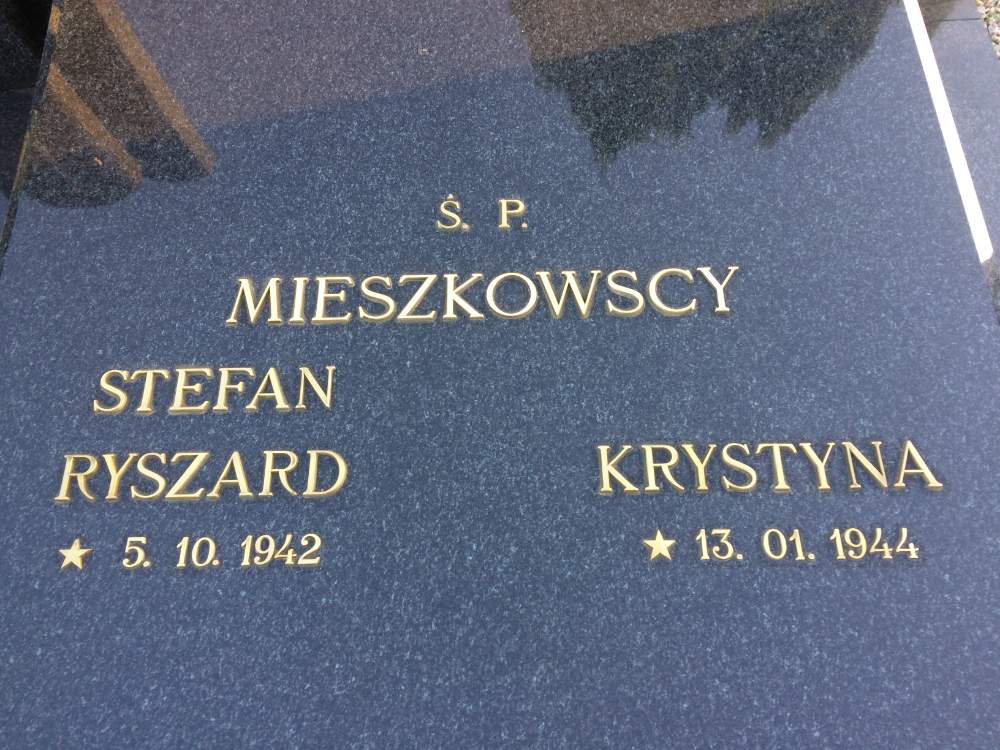 Ś. P.
MIESZKOWSCY
STEFAN
RYSZARD
★ 5. 10. 1942
KRYSTYNA
★ 13. 01. 1944